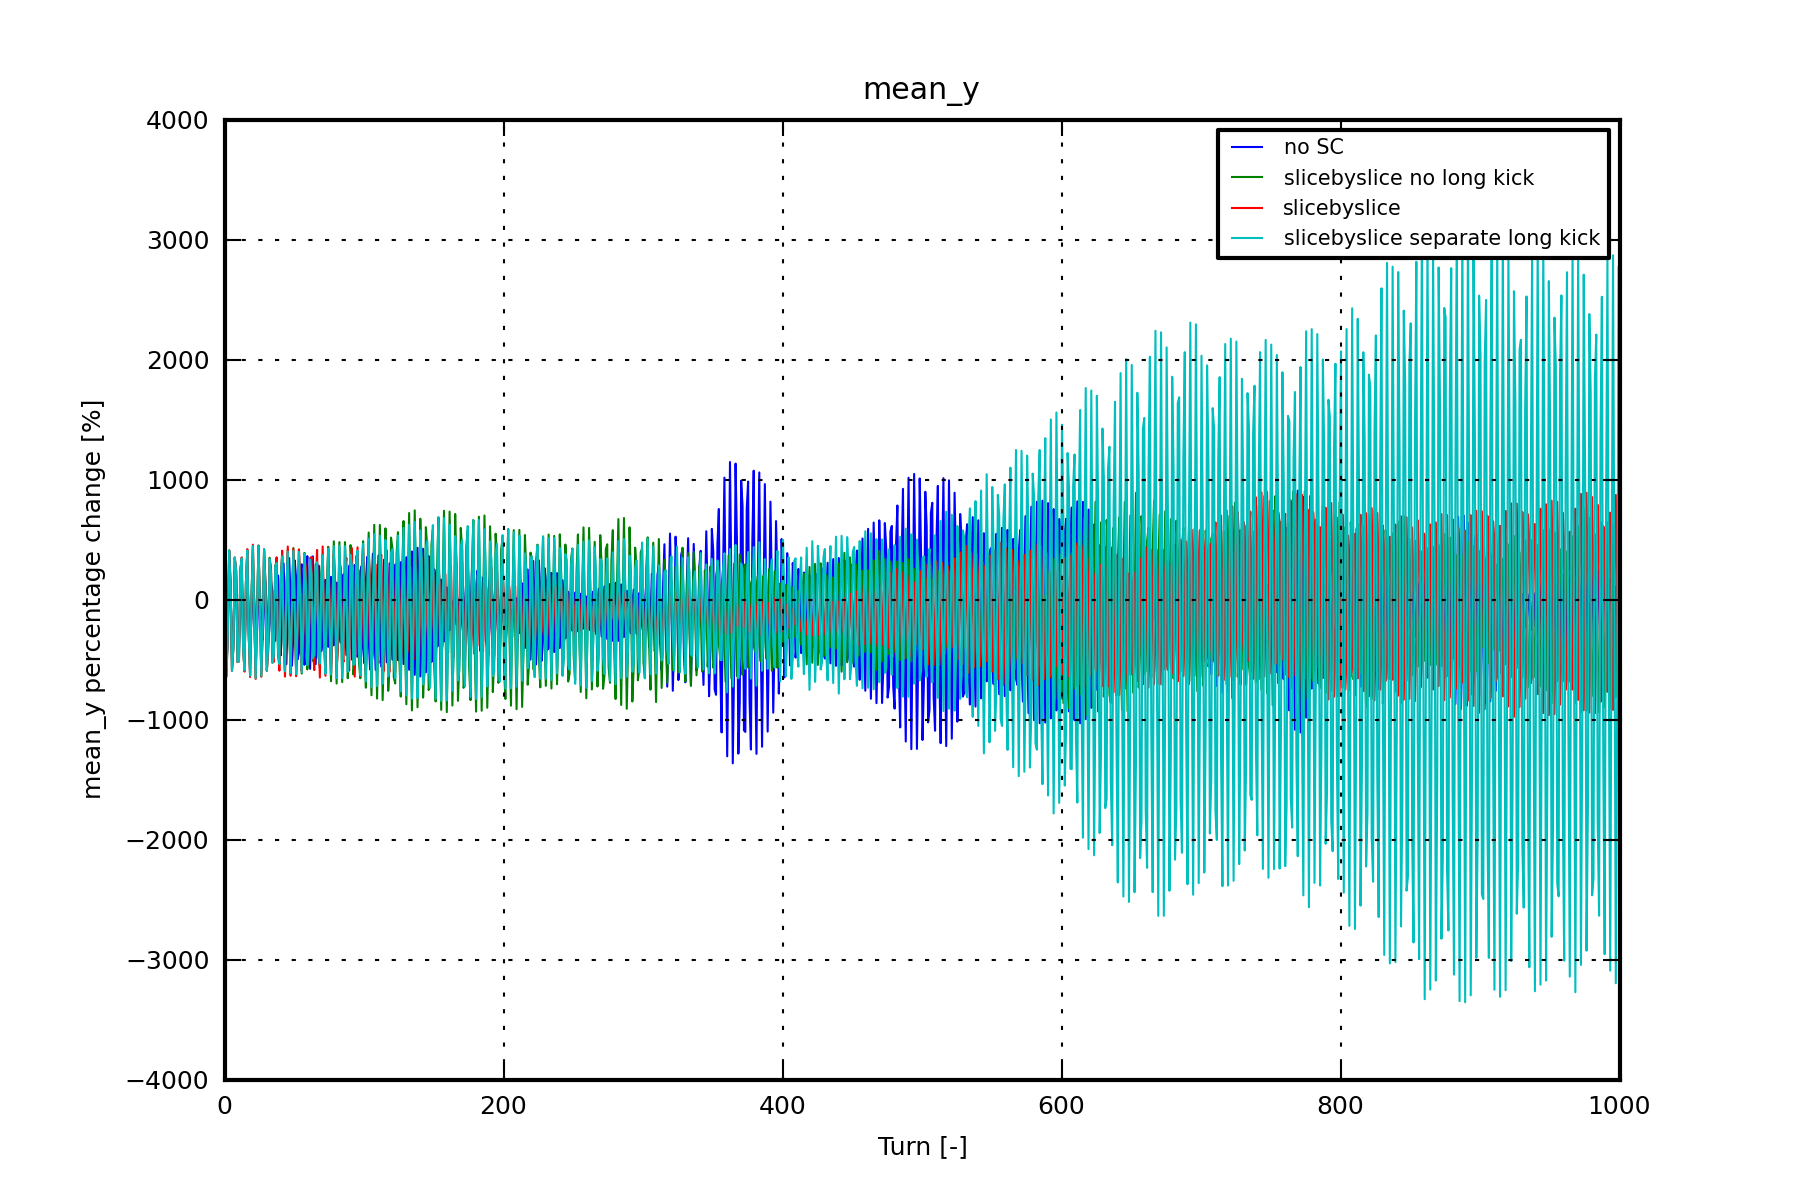 mean_y
4000
3000
2000
1000
0
−1000
−2000
−3000
−4000
mean_y percentage change [%]
no SC
slicebyslice no long kick
slicebyslice
slicebyslice separate long kick
0 200 400 600 800 1000
Turn [-]